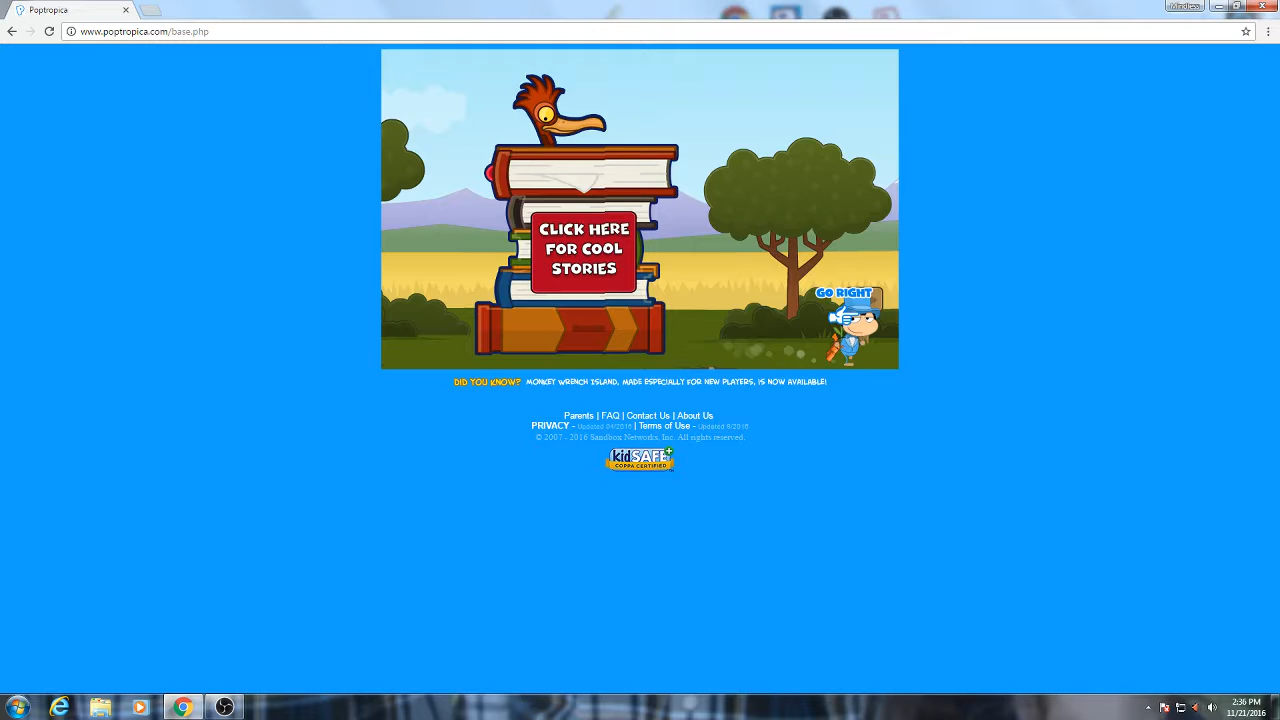 Poptropica
Medless
www.poptropica.com/base.php
CLICK HERE
FOR COOL
STORIES
GO RIGHT
DID YOU KNOW? MONKEY WRENCH ISLAND, MADE ESPECIALLY FOR NEW PLAYERS, IS NOW AVAILABLE!
Parents | FAQ | Contact Us | About Us
PRIVACY - Updated 04/2016 | Terms of Use - Updated 6/2016
© 2007 - 2016 Sandbox Networks, Inc. All rights reserved.
kidSAFE+
COPPA CERTIFIED
2:36 PM
11/21/2016